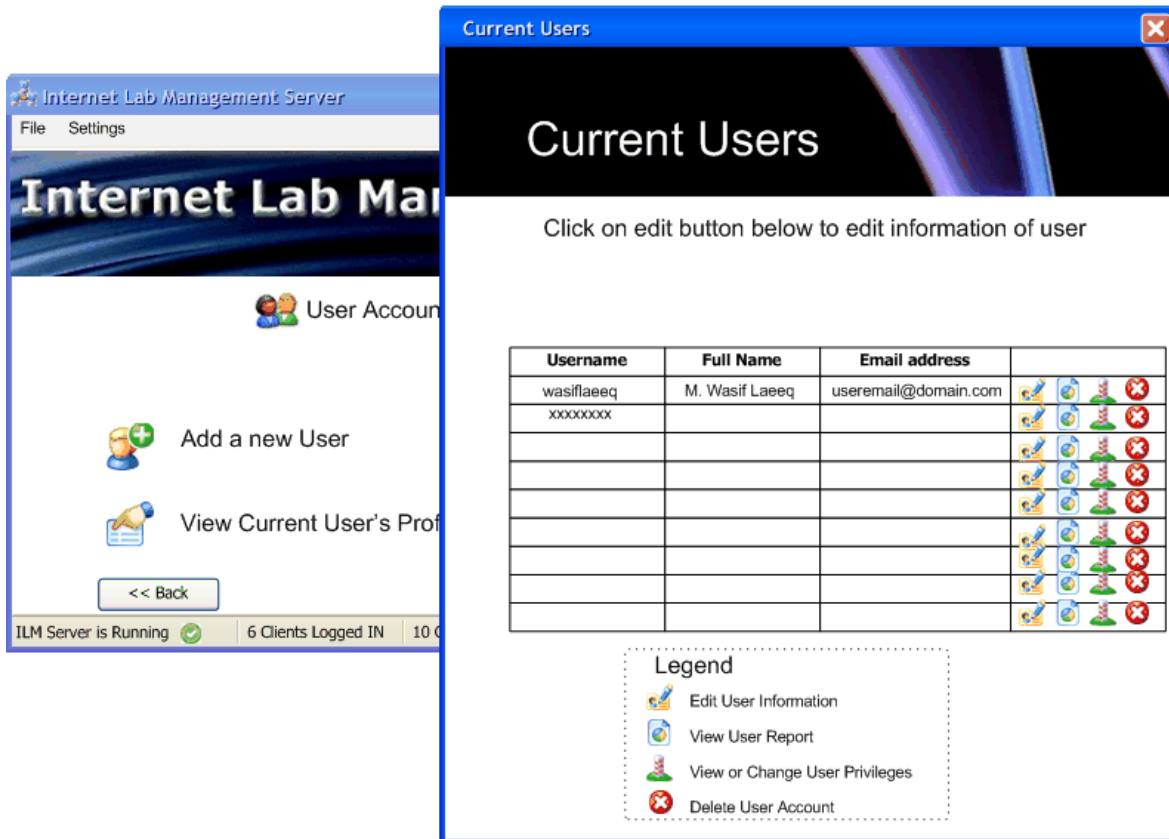 Current Users
Internet Lab Management Server
File Settings
Internet Lab Ma
User Accoun
Add a new User
View Current User's Prof
<< Back
ILM Server is Running 6 Clients Logged IN 10
Current Users
Click on edit button below to edit information of user
Username Full Name Email address
wasiflaeeq M. Wasif Laeeq useremail@domain.com
xxxxxxxx
Legend
Edit User Information
View User Report
View or Change User Privileges
Delete User Account